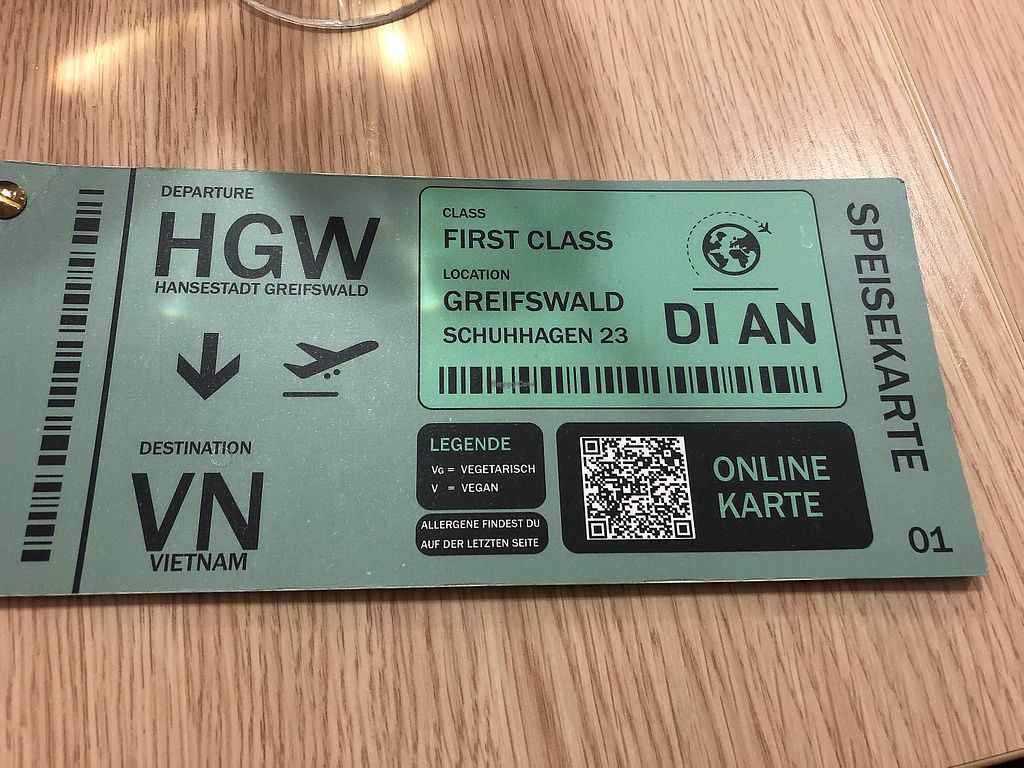 DEPARTURE
HGW
HANSESTADT GREIFSWALD
DESTINATION
VN
VIETNAM
CLASS
FIRST CLASS
LOCATION
GREIFSWALD
SCHUHHAGEN 23
DI AN
LEGENDE
Vg = VEGETARISCH
V = VEGAN
ALLERGENE FINDEST DU
AUF DER LETZTEN SEITE
ONLINE
KARTE
SPEISEKARTE
01